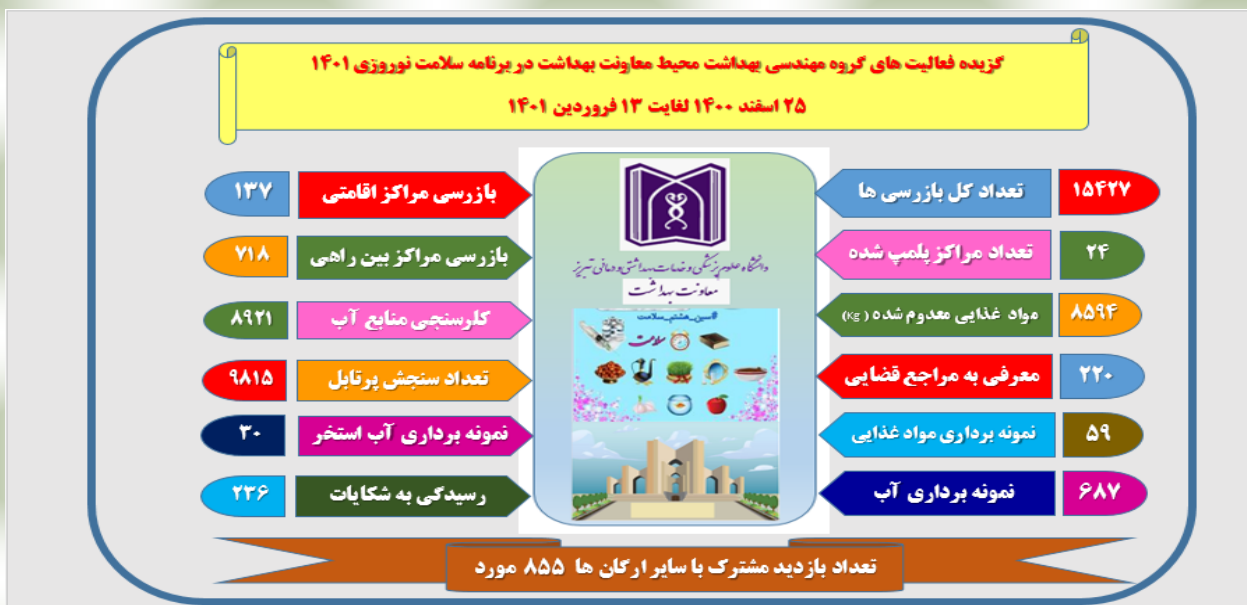 گزیده فعالیت های گروه مهندسی بهداشت محیط معاونت بهداشت در برنامه سلامت نوروزی ۱۴۰۱
۲۵ اسفند ۱۴۰۰ لغایت ۱۳ فروردین ۱۴۰۱
تعداد کل بازرسی ها ۱۵۴۲۷
تعداد مراکز پلمپ شده ۲۴
مواد غذایی معدوم شده (Kg) ۸۵۹۴
معرفی به مراجع قضایی ۲۲۰
نمونه برداری مواد غذایی ۵۹
نمونه برداری آب ۶۸۷
دانشگاه علوم پزشکی و خدمات بهداشتی و درمانی تبریز
معاونت بهداشت
#سین_هشتم_سلامت
سلامت
بازرسی مراکز اقامتی ۱۳۷
بازرسی مراکز بین راهی ۷۱۸
کلرسنجی منابع آب ۸۹۲۱
تعداد سنجش پرتابل ۹۸۱۵
نمونه برداری آب استخر ۳۰
رسیدگی به شکایات ۲۳۶
تعداد بازدید مشترک با سایر ارگان ها ۸۵۵ مورد